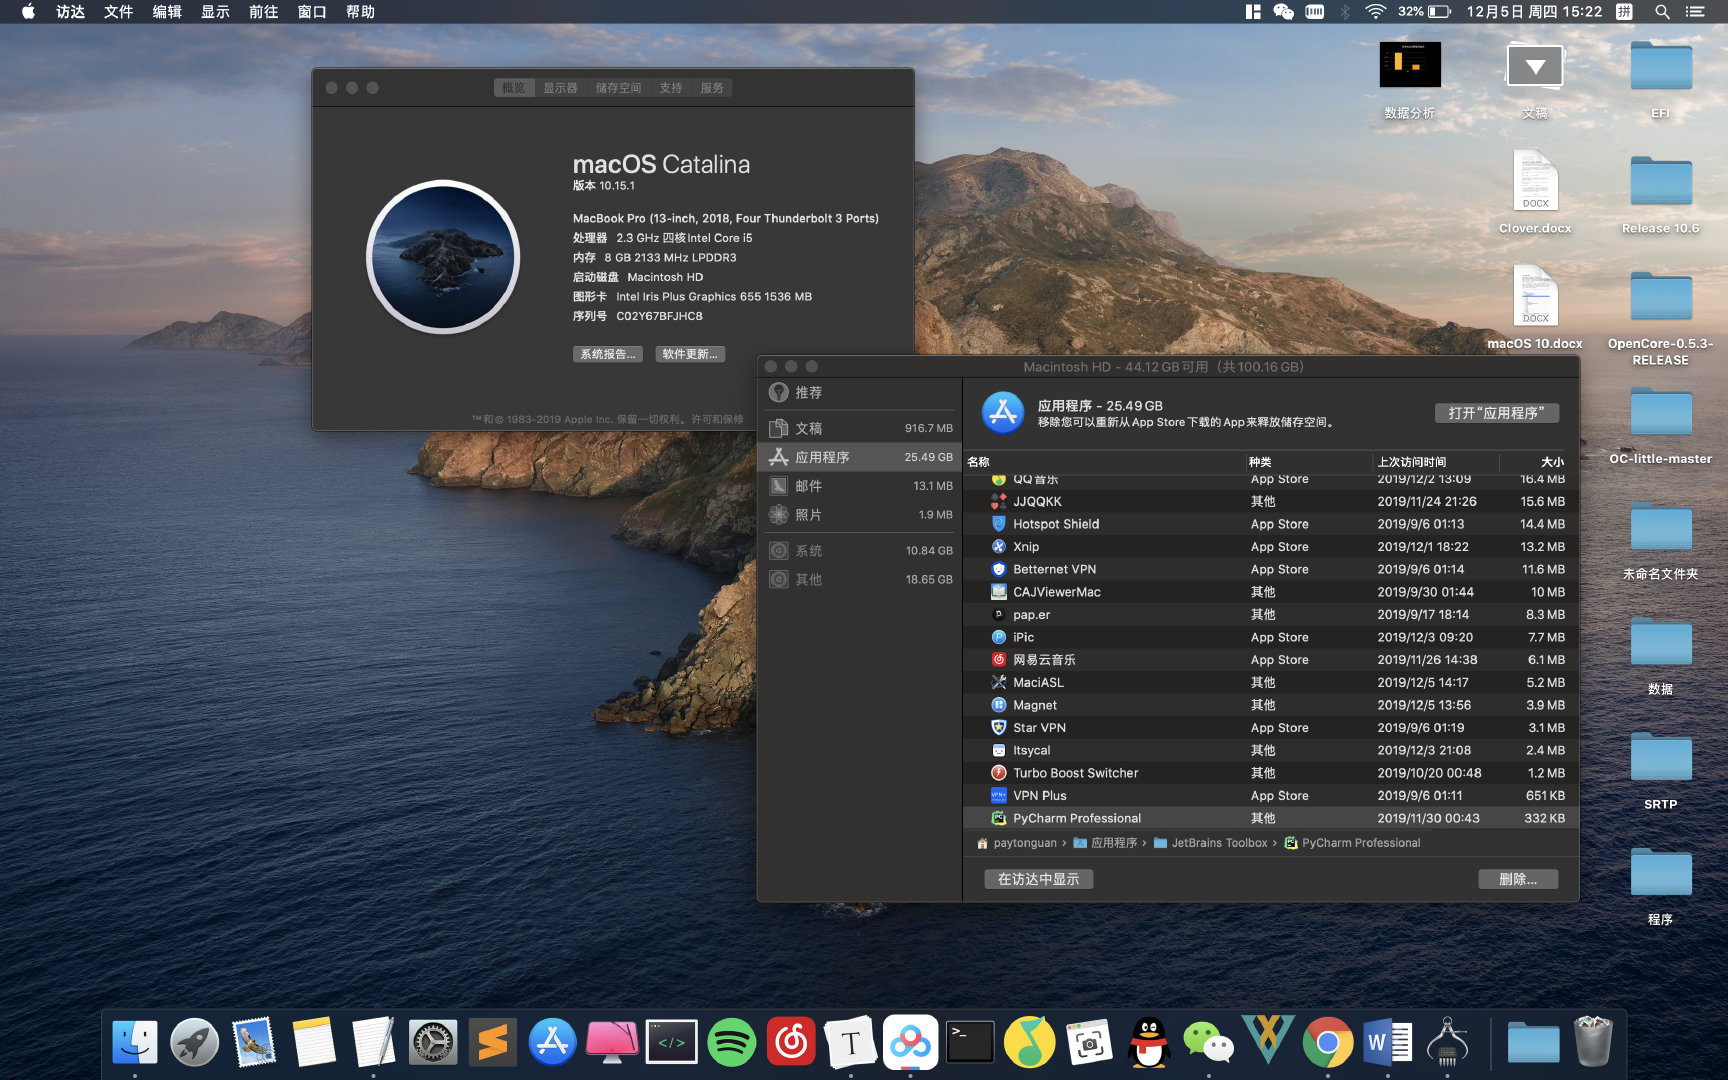 访达 文件 编辑 显示 前往 窗口 帮助
32% 12月5日 周四 15:22 拼
数据分析 文稿 EFI
DOCX
Clover.docx Release 10.6
DOCX
macOS 10.docx OpenCore-0.5.3-
RELEASE
OC-little-master
未命名文件夹
数据
SRTP
程序
概览 显示器 储存空间 支持 服务
macOS Catalina
版本 10.15.1
MacBook Pro (13-inch, 2018, Four Thunderbolt 3 Ports)
处理器 2.3 GHz 四核Intel Core i5
内存 8 GB 2133 MHz LPDDR3
启动磁盘 Macintosh HD
图形卡 Intel Iris Plus Graphics 655 1536 MB
序列号 C02Y67BFJHC8
系统报告... 软件更新...
™和© 1983-2019 Apple Inc. 保留一切权利。许可和保修
Macintosh HD - 44.12 GB 可用（共100.16 GB）
推荐
文稿 916.7 MB
应用程序 25.49 GB
邮件 13.1 MB
照片 1.9 MB
系统 10.84 GB
其他 18.65 GB
应用程序 - 25.49 GB
移除您可以重新从App Store下载的App来释放储存空间。
打开“应用程序”
名称 种类 上次访问时间 大小
QQ音乐 App Store 2019/12/2 13:09 16.4 MB
JJQQKK 其他 2019/11/24 21:26 15.6 MB
Hotspot Shield App Store 2019/9/6 01:13 14.4 MB
Xnip App Store 2019/12/1 18:22 13.2 MB
Betternet VPN App Store 2019/9/6 01:14 11.6 MB
CAJViewerMac 其他 2019/9/30 01:44 10 MB
pap.er 其他 2019/9/17 18:14 8.3 MB
iPic App Store 2019/12/3 09:20 7.7 MB
网易云音乐 App Store 2019/11/26 14:38 6.1 MB
MaciASL 其他 2019/12/5 14:17 5.2 MB
Magnet 其他 2019/12/5 13:56 3.9 MB
Star VPN App Store 2019/9/6 01:19 3.1 MB
Itsycal 其他 2019/12/3 21:08 2.4 MB
Turbo Boost Switcher 其他 2019/10/20 00:48 1.2 MB
VPN Plus App Store 2019/9/6 01:11 651 KB
PyCharm Professional 其他 2019/11/30 00:43 332 KB
paytonguan › 应用程序 › JetBrains Toolbox › PyCharm Professional
在访达中显示 删除...